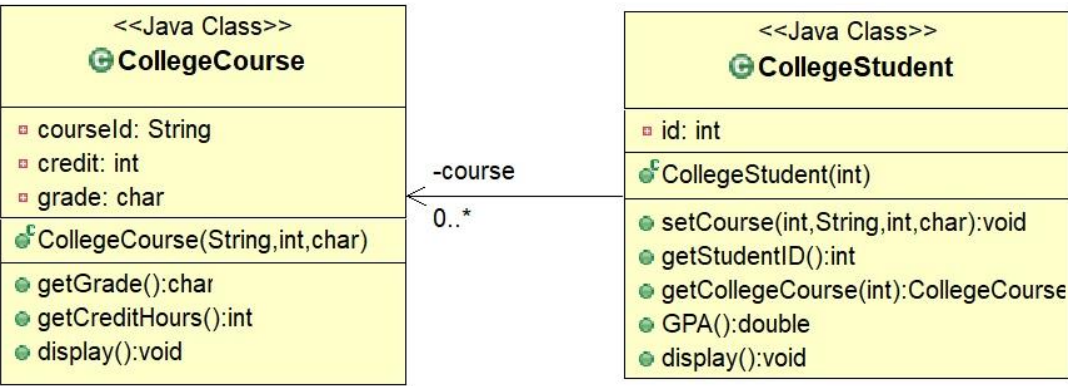 <<Java Class>>
CollegeCourse
courseId: String
credit: int
grade: char
CollegeCourse(String,int,char)
getGrade():char
getCreditHours():int
display():void
-course
0..*
<<Java Class>>
CollegeStudent
id: int
CollegeStudent(int)
setCourse(int,String,int,char):void
getStudentID():int
getCollegeCourse(int):CollegeCourse
GPA():double
display():void